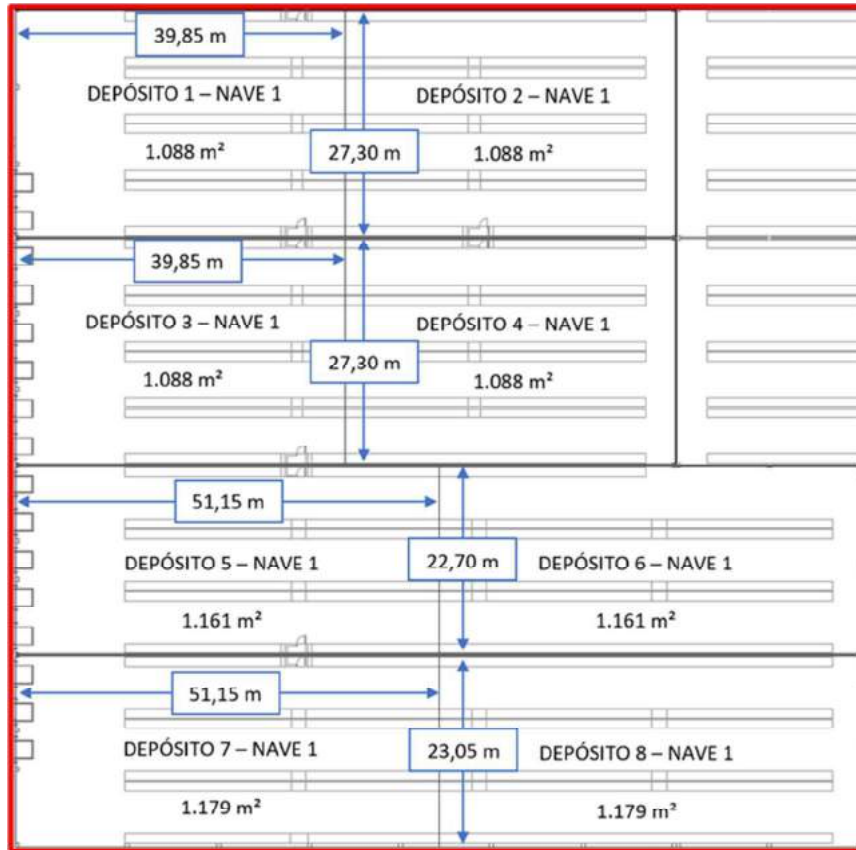 39,85 m
DEPÓSITO 1 – NAVE 1
DEPÓSITO 2 – NAVE 1
1.088 m²
27,30 m
1.088 m²
39,85 m
DEPÓSITO 3 – NAVE 1
DEPÓSITO 4 – NAVE 1
1.088 m²
27,30 m
1.088 m²
51,15 m
DEPÓSITO 5 – NAVE 1
22,70 m
DEPÓSITO 6 – NAVE 1
1.161 m²
1.161 m²
51,15 m
DEPÓSITO 7 – NAVE 1
23,05 m
DEPÓSITO 8 – NAVE 1
1.179 m²
1.179 m²